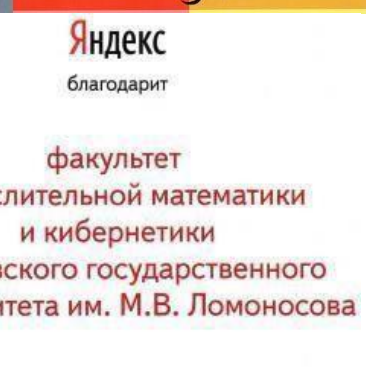 Яндекс
благодарит
факультет
слительной математики
и кибернетики
вского государственного
итета им. М.В. Ломоносова